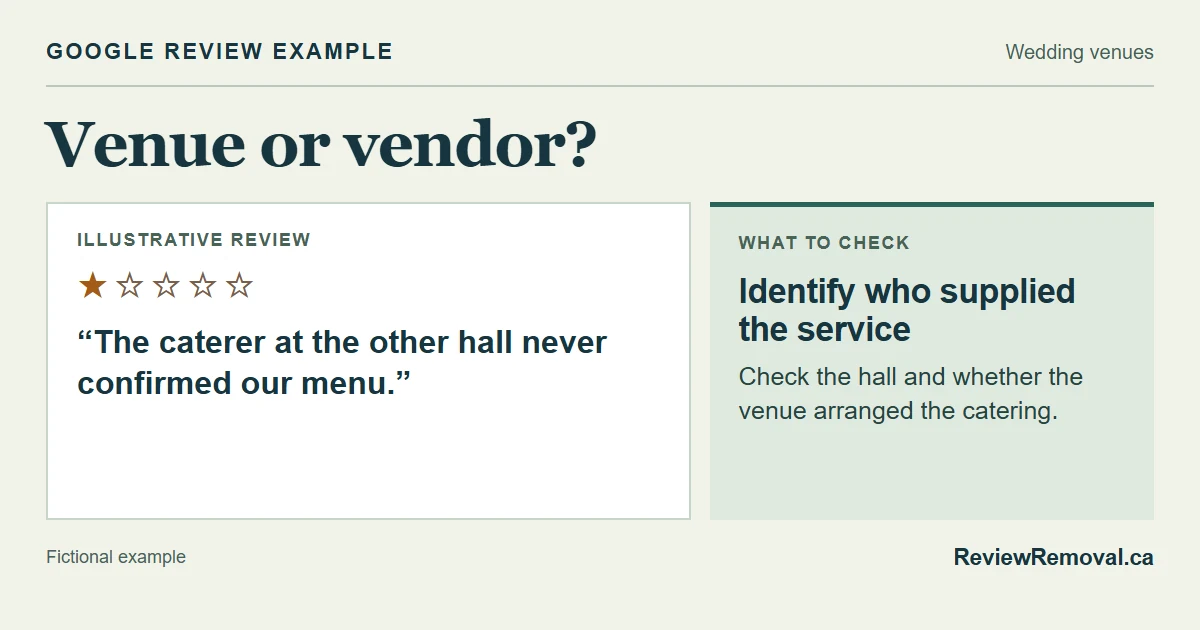 GOOGLE REVIEW EXAMPLE
Wedding venues
Venue or vendor?
ILLUSTRATIVE REVIEW
“The caterer at the other hall never
confirmed our menu.”
WHAT TO CHECK
Identify who supplied
the service
Check the hall and whether the
venue arranged the catering.
Fictional example
ReviewRemoval.ca